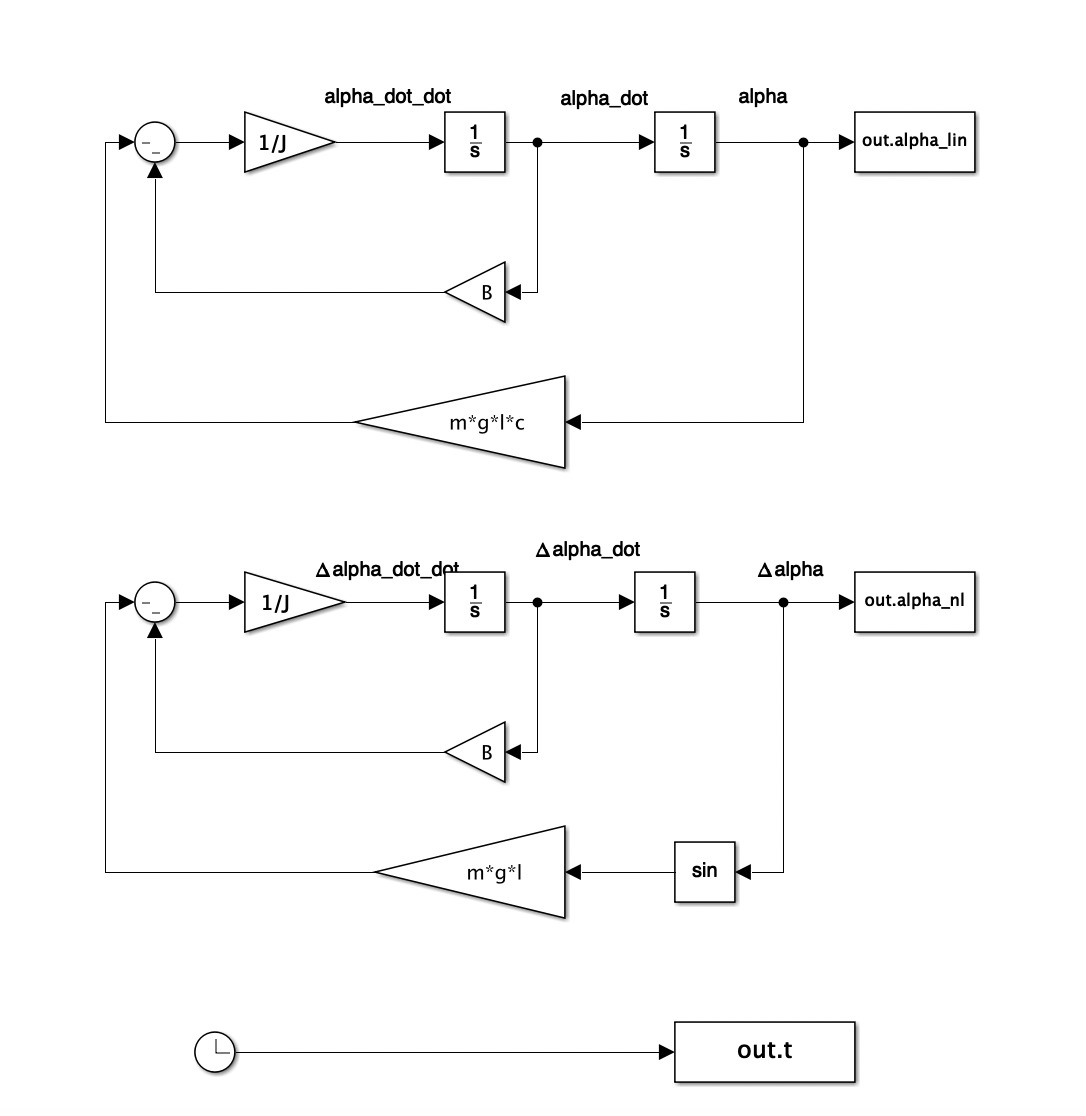 alpha_dot_dot
alpha_dot
alpha
1/J
1
s
1
s
out.alpha_lin
B
m*g*l*c
Δalpha_dot_dot
Δalpha_dot
Δalpha
1/J
1
s
1
s
out.alpha_nl
B
m*g*l
sin
out.t